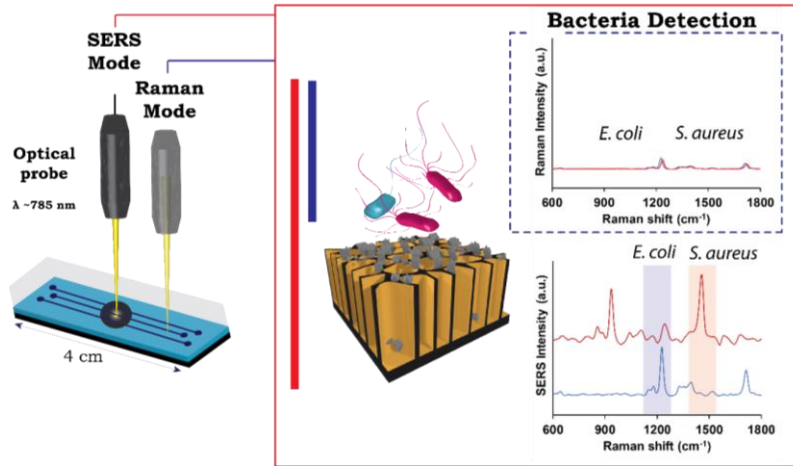 SERS
Mode
Raman
Mode
Optical
probe
λ ~785 nm
4 cm
Bacteria Detection
Raman Intensity (a.u.)
E. coli
S. aureus
600 900 1200 1500 1800
Raman shift (cm⁻¹)
E. coli
S. aureus
SERS Intensity (a.u.)
600 900 1200 1500 1800
Raman shift (cm⁻¹)